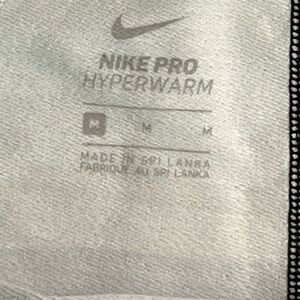 NIKE PRO
HYPERWARM
M M M
MADE IN SRI LANKA
FABRIQUÉ AU SRI LANKA